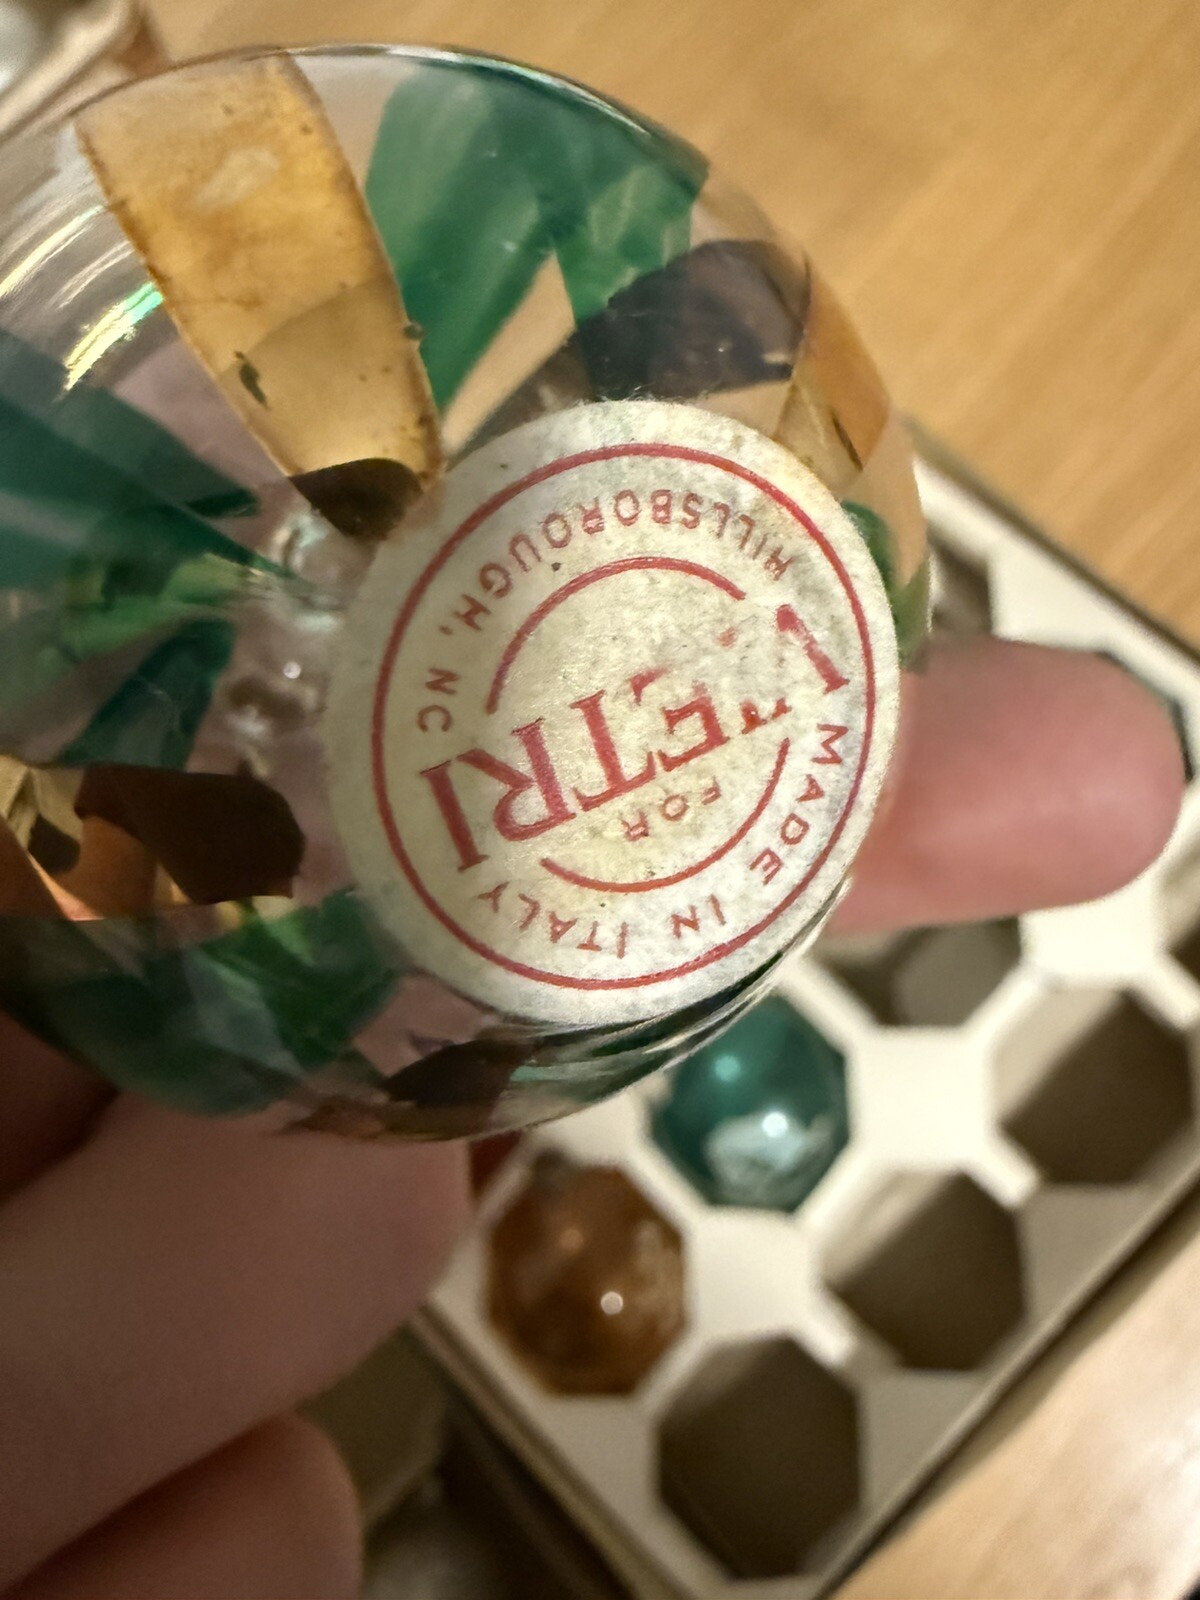 MADE IN ITALY
FOR
VIETRI
HILLSBOROUGH, NC